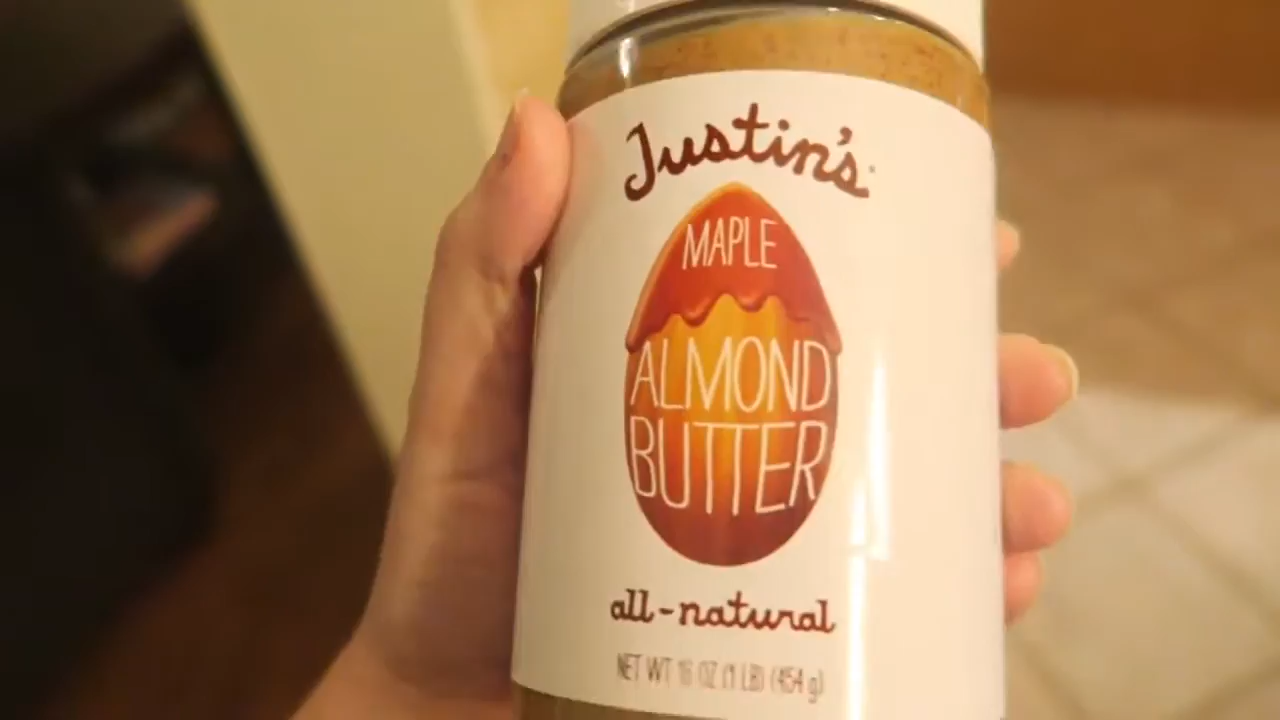 Justin's
MAPLE
ALMOND
BUTTER
all-natural
NET WT 16 OZ (1 LB) (454 g)